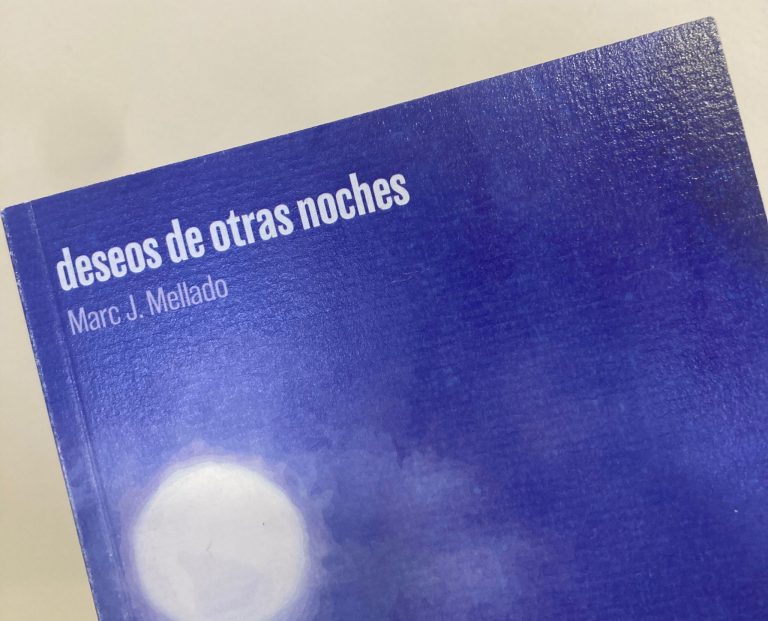 deseos de otras noches
Marc J. Mellado